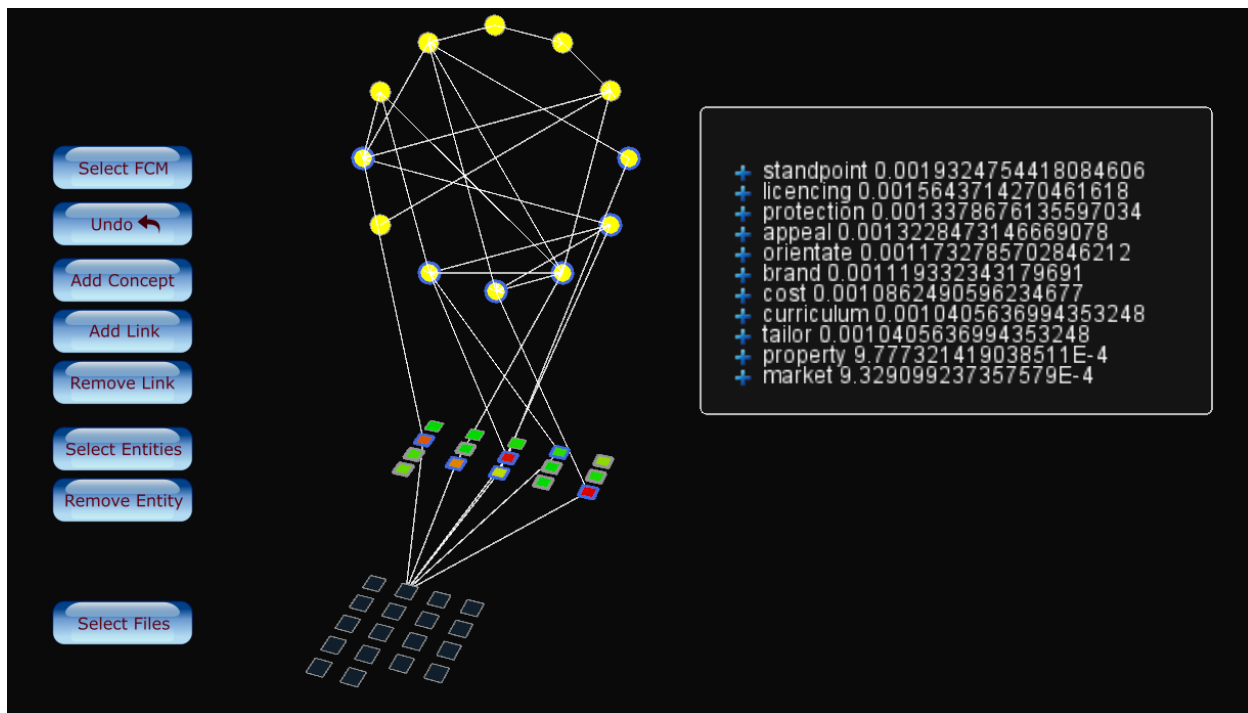 Select FCM
Undo
Add Concept
Add Link
Remove Link
Select Entities
Remove Entity
Select Files
standpoint 0.0019324754418084606
licencing 0.0015643714270461618
protection 0.0013378676135597034
appeal 0.0013228473146669078
orientate 0.0011732785702846212
brand 0.001119332343179691
cost 0.001086249059623467​7
curriculum 0.0010405636994353248
tailor 0.0010405636994353248
property 9.777321419038511E-4
market 9.329099237357579E-4